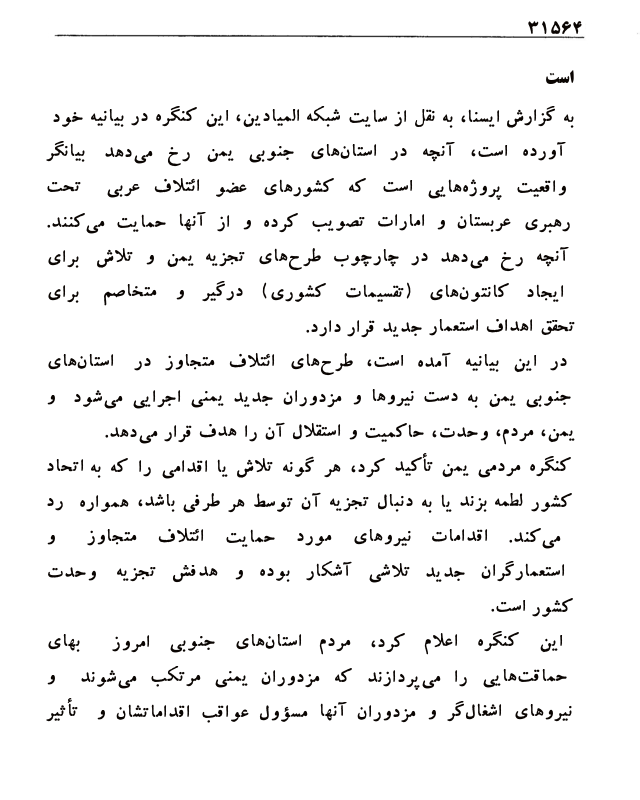 ۳۱۵۶۴
است
به گزارش ایسنا، به نقل از سایت شبکه المیادین، این کنگره در بیانیه خود
آورده است، آنچه در استان‌های جنوبی یمن رخ می‌دهد بیانگر
واقعیت پروژه‌هایی است که کشورهای عضو ائتلاف عربی تحت
رهبری عربستان و امارات تصویب کرده و از آنها حمایت می‌کنند.
آنچه رخ می‌دهد در چارچوب طرح‌های تجزیه یمن و تلاش برای
ایجاد کانتون‌های (تقسیمات کشوری) درگیر و متخاصم برای
تحقق اهداف استعمار جدید قرار دارد.
در این بیانیه آمده است، طرح‌های ائتلاف متجاوز در استان‌های
جنوبی یمن به دست نیروها و مزدوران جدید یمنی اجرایی می‌شود و
یمن، مردم، وحدت، حاکمیت و استقلال آن را هدف قرار می‌دهد.
کنگره مردمی یمن تأکید کرد، هر گونه تلاش یا اقدامی را که به اتحاد
کشور لطمه بزند یا به دنبال تجزیه آن توسط هر طرفی باشد، همواره رد
می‌کند. اقدامات نیروهای مورد حمایت ائتلاف متجاوز و
استعمارگران جدید تلاشی آشکار بوده و هدفش تجزیه وحدت
کشور است.
این کنگره اعلام کرد، مردم استان‌های جنوبی امروز بهای
حماقت‌هایی را می‌پردازند که مزدوران یمنی مرتکب می‌شوند و
نیروهای اشغال‌گر و مزدوران آنها مسؤول عواقب اقداماتشان و تأثیر